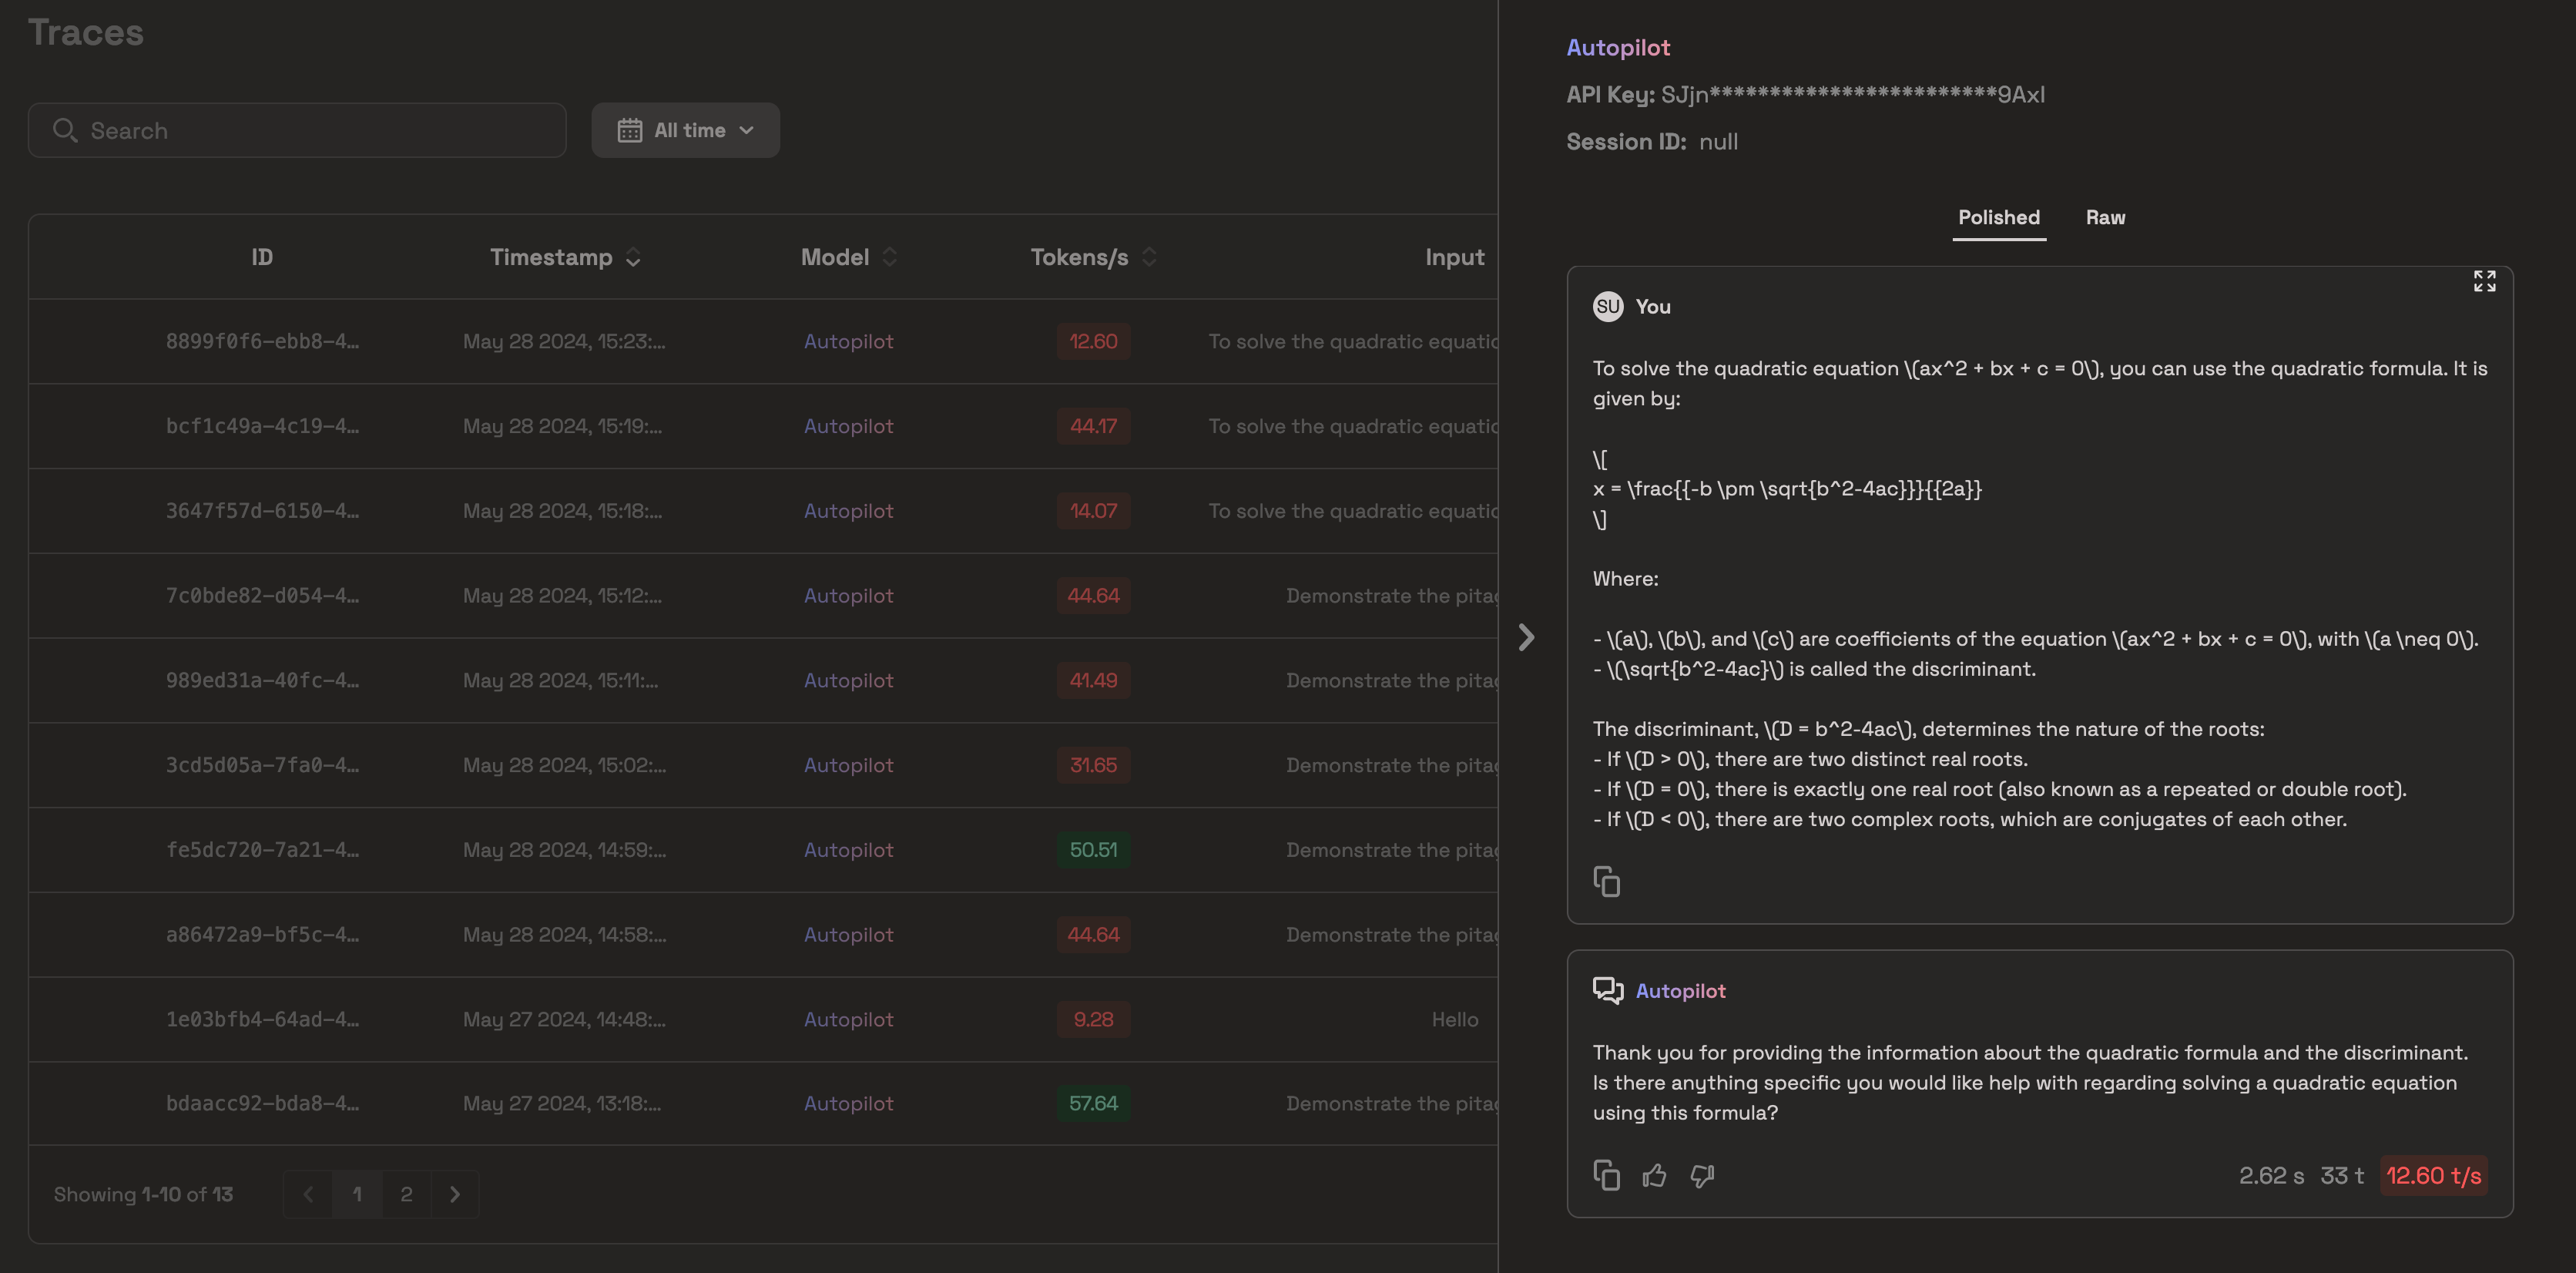 Traces
Search
All time
ID Timestamp Model Tokens/s Input
8899f0f6-ebb8-4… May 28 2024, 15:23:... Autopilot 12.60 To solve the quadratic equatic
bcf1c49a-4c19-4… May 28 2024, 15:19:... Autopilot 44.17 To solve the quadratic equatic
3647f57d-6150-4… May 28 2024, 15:18:... Autopilot 14.07 To solve the quadratic equatic
7c0bde82-d054-4… May 28 2024, 15:12:... Autopilot 44.64 Demonstrate the pitag
989ed31a-40fc-4… May 28 2024, 15:11:... Autopilot 41.49 Demonstrate the pitag
3cd5d05a-7fa0-4… May 28 2024, 15:02:... Autopilot 31.65 Demonstrate the pitag
fe5dc720-7a21-4… May 28 2024, 14:59:... Autopilot 50.51 Demonstrate the pitag
a86472a9-bf5c-4… May 28 2024, 14:58:... Autopilot 44.64 Demonstrate the pitag
1e03bfb4-64ad-4… May 27 2024, 14:48:... Autopilot 9.28 Hello
bdaacc92-bda8-4… May 27 2024, 13:18:... Autopilot 57.64 Demonstrate the pitag
Showing 1-10 of 13 1 2
Autopilot
API Key: SJjn************************9AxI
Session ID: null
Polished Raw
SU You
To solve the quadratic equation \(ax^2 + bx + c = 0\), you can use the quadratic formula. It is
given by:
\[
x = \frac{{-b \pm \sqrt{b^2-4ac}}}{{2a}}
\]
Where:
- \(a\), \(b\), and \(c\) are coefficients of the equation \(ax^2 + bx + c = 0\), with \(a \neq 0\).
- \(\sqrt{b^2-4ac}\) is called the discriminant.
The discriminant, \(D = b^2-4ac\), determines the nature of the roots:
- If \(D > 0\), there are two distinct real roots.
- If \(D = 0\), there is exactly one real root (also known as a repeated or double root).
- If \(D < 0\), there are two complex roots, which are conjugates of each other.
Autopilot
Thank you for providing the information about the quadratic formula and the discriminant.
Is there anything specific you would like help with regarding solving a quadratic equation
using this formula?
2.62 s 33 t 12.60 t/s